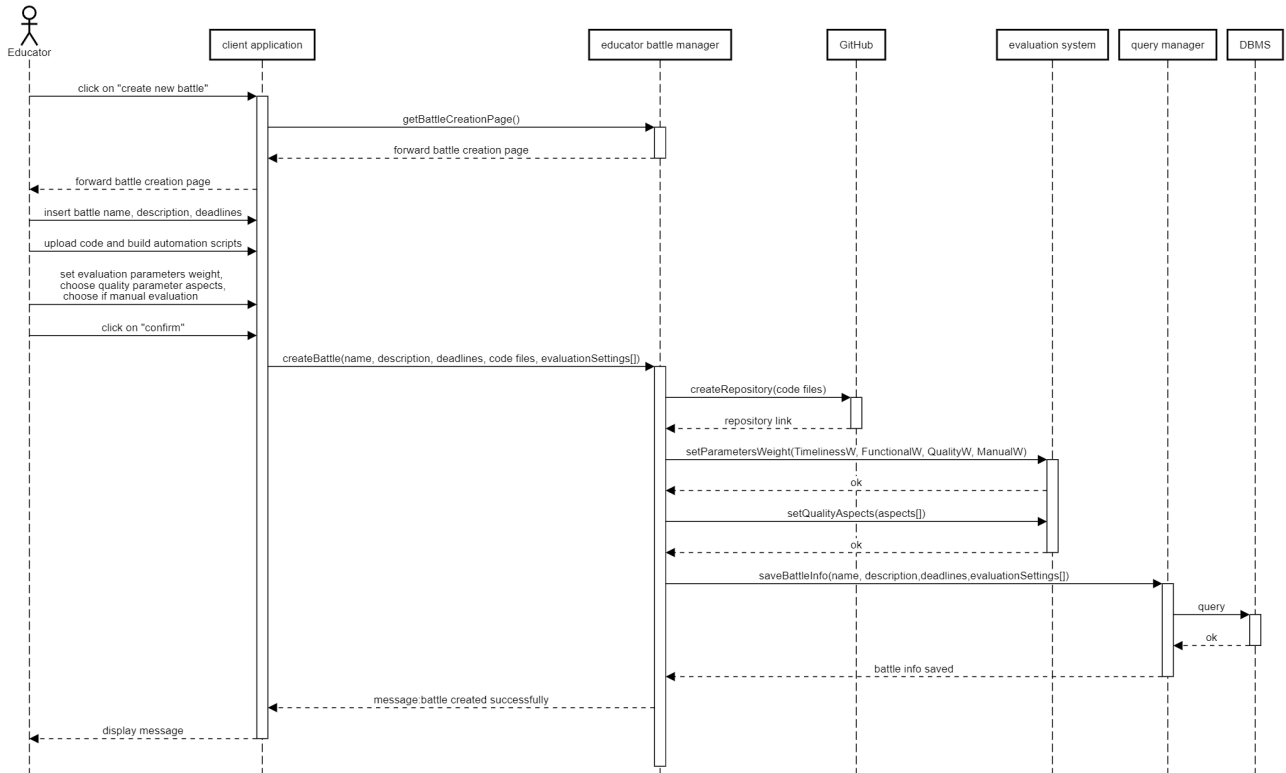 Educator
client application
educator battle manager
GitHub
evaluation system
query manager
DBMS
click on "create new battle"
getBattleCreationPage()
forward battle creation page
forward battle creation page
insert battle name, description, deadlines
upload code and build automation scripts
set evaluation parameters weight,
choose quality parameter aspects,
choose if manual evaluation
click on "confirm"
createBattle(name, description, deadlines, code files, evaluationSettings[])
createRepository(code files)
repository link
setParametersWeight(TimelinessW, FunctionalW, QualityW, ManualW)
ok
setQualityAspects(aspects[])
ok
saveBattleInfo(name, description,deadlines,evaluationSettings[])
query
ok
battle info saved
message:battle created successfully
display message